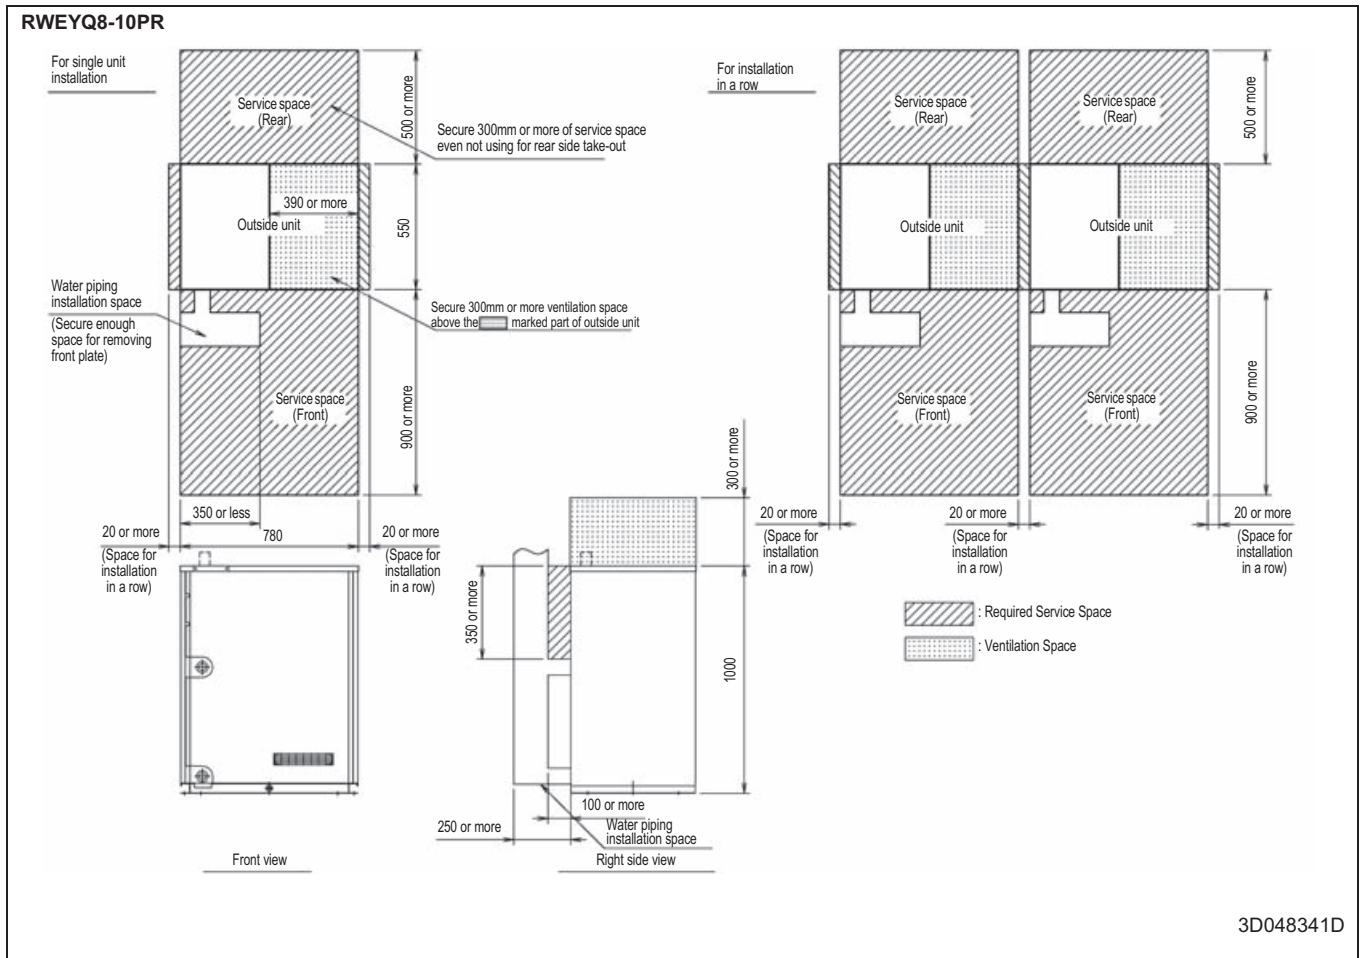 RWEYQ8-10PR
For single unit
installation
Service space
(Rear)
500 or more
Secure 300mm or more of service space
even not using for rear side take-out
390 or more
Outside unit
550
Water piping
installation space
(Secure enough
space for removing
front plate)
Secure 300mm or more ventilation space
above the marked part of outside unit
Service space
(Front)
900 or more
350 or less
780
20 or more
(Space for
installation
in a row)
20 or more
(Space for
installation
in a row)
Front view
300 or more
350 or more
1000
100 or more
250 or more
Water piping
installation space
Right side view
For installation
in a row
Service space
(Rear)
Service space
(Rear)
500 or more
Outside unit
Outside unit
Service space
(Front)
Service space
(Front)
900 or more
20 or more
(Space for
installation
in a row)
20 or more
(Space for
installation
in a row)
20 or more
(Space for
installation
in a row)
: Required Service Space
: Ventilation Space
3D048341D